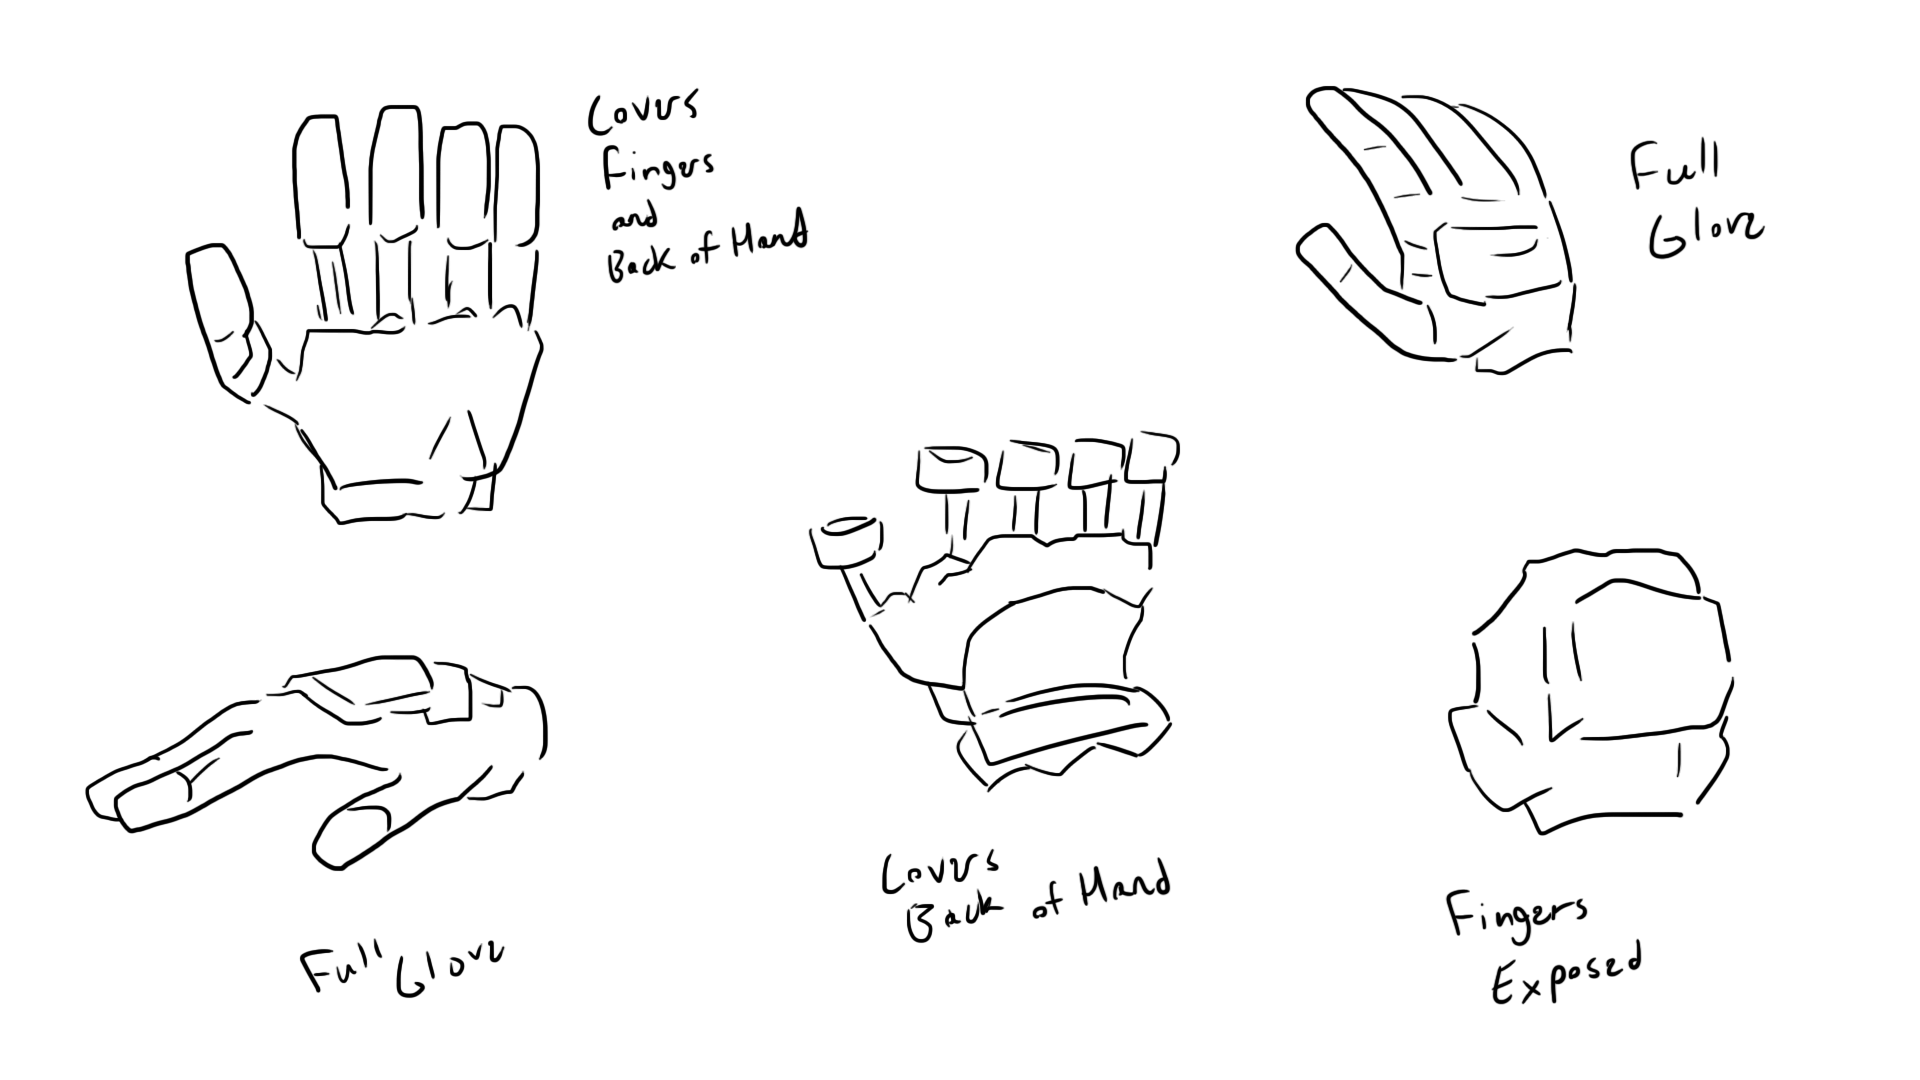 Covers
Fingers
and
Back of Hand
Full
Glove
Covers
Back of Hand
Full Glove
Fingers
Exposed